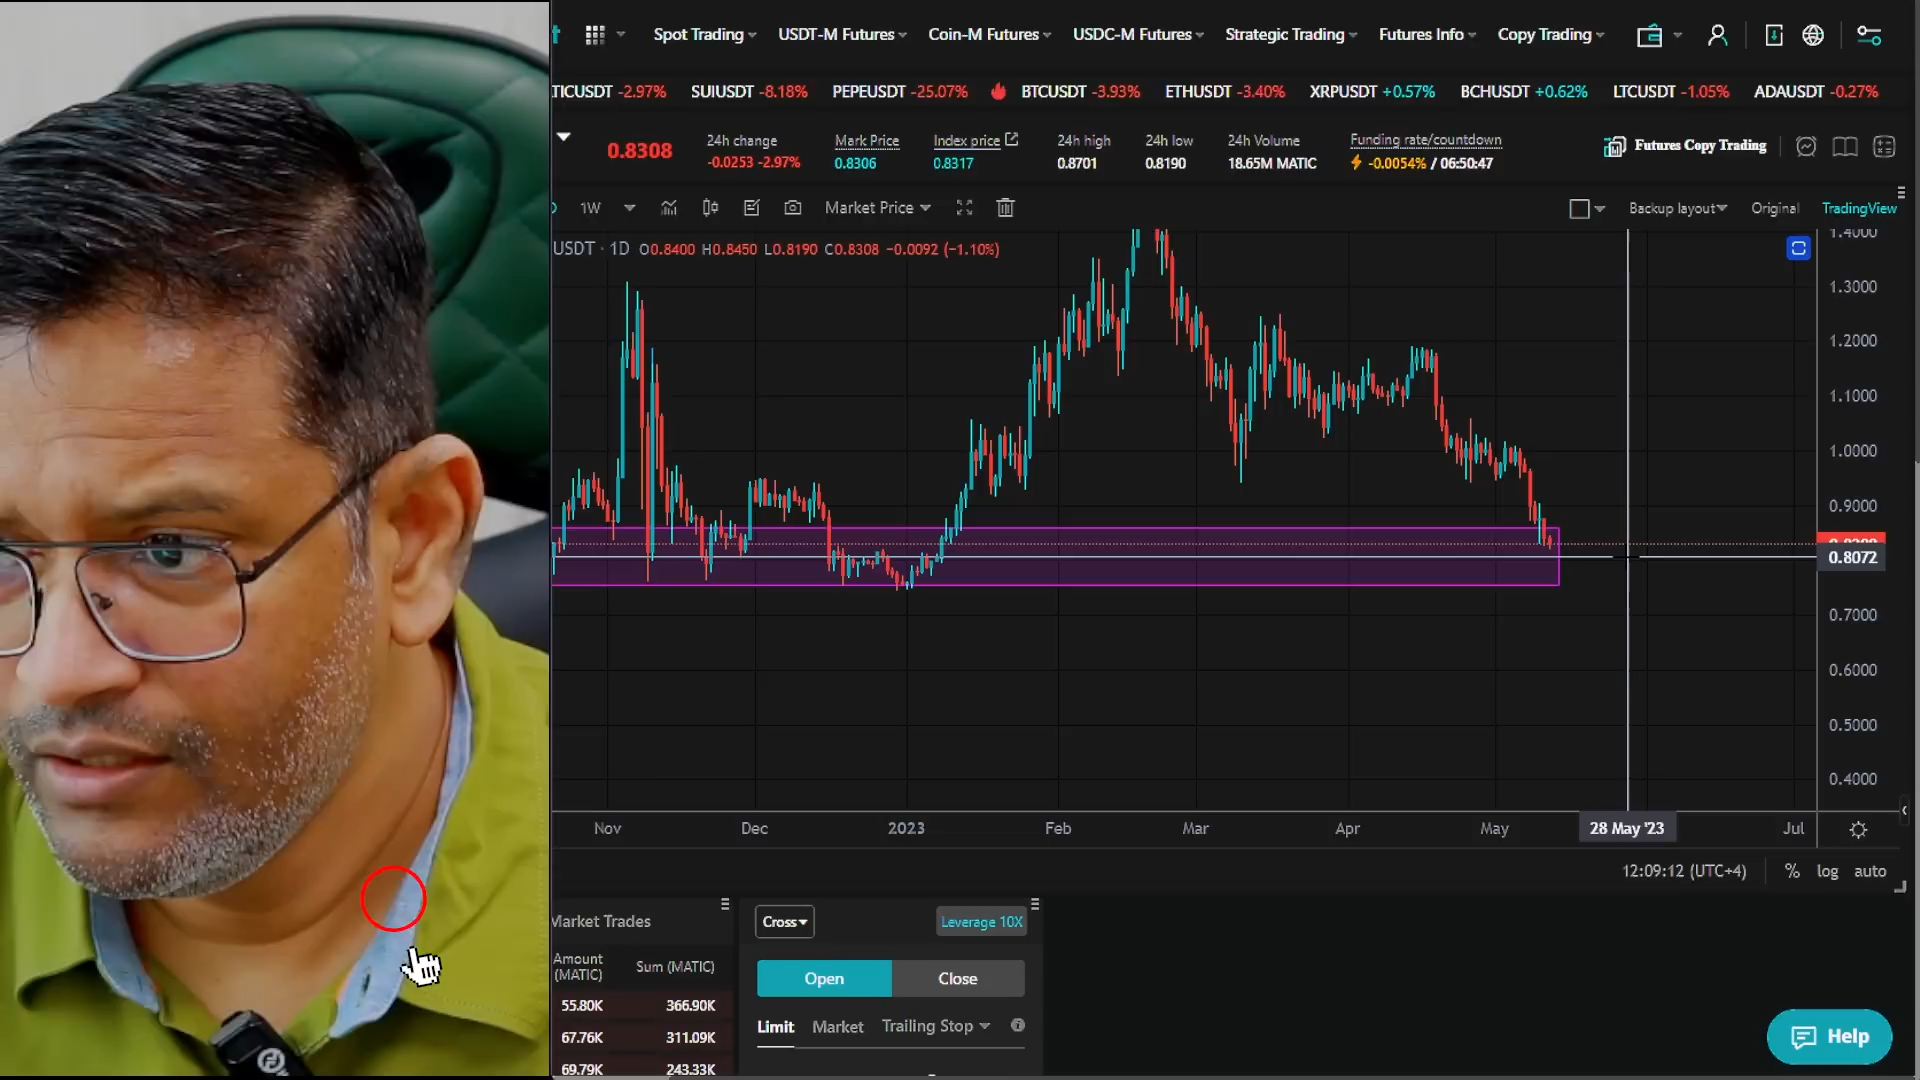 Spot Trading USDT-M Futures Coin-M Futures USDC-M Futures Strategic Trading Futures Info Copy Trading
TICUSDT -2.97% SUIUSDT -8.18% PEPEUSDT -25.07% BTCUSDT -3.93% ETHUSDT -3.40% XRPUSDT +0.57% BCHUSDT +0.62% LTCUSDT -1.05% ADAUSDT -0.27%
0.8308
24h change
-0.0253 -2.97%
Mark Price
0.8306
Index price
0.8317
24h high
0.8701
24h low
0.8190
24h Volume
18.65M MATIC
Funding rate/countdown
-0.0054% / 06:50:47
Futures Copy Trading
1W Market Price Backup layout Original TradingView
USDT · 1D O0.8400 H0.8450 L0.8190 C0.8308 −0.0092 (−1.10%)
1.4000
1.3000
1.2000
1.1000
1.0000
0.9000
0.8072
0.7000
0.6000
0.5000
0.4000
Nov Dec 2023 Feb Mar Apr May 28 May '23 Jul
12:09:12 (UTC+4) % log auto
Market Trades
Amount (MATIC) Sum (MATIC)
55.80K 366.90K
67.76K 311.09K
69.79K 243.33K
Cross Leverage 10X
Open Close
Limit Market Trailing Stop
Help